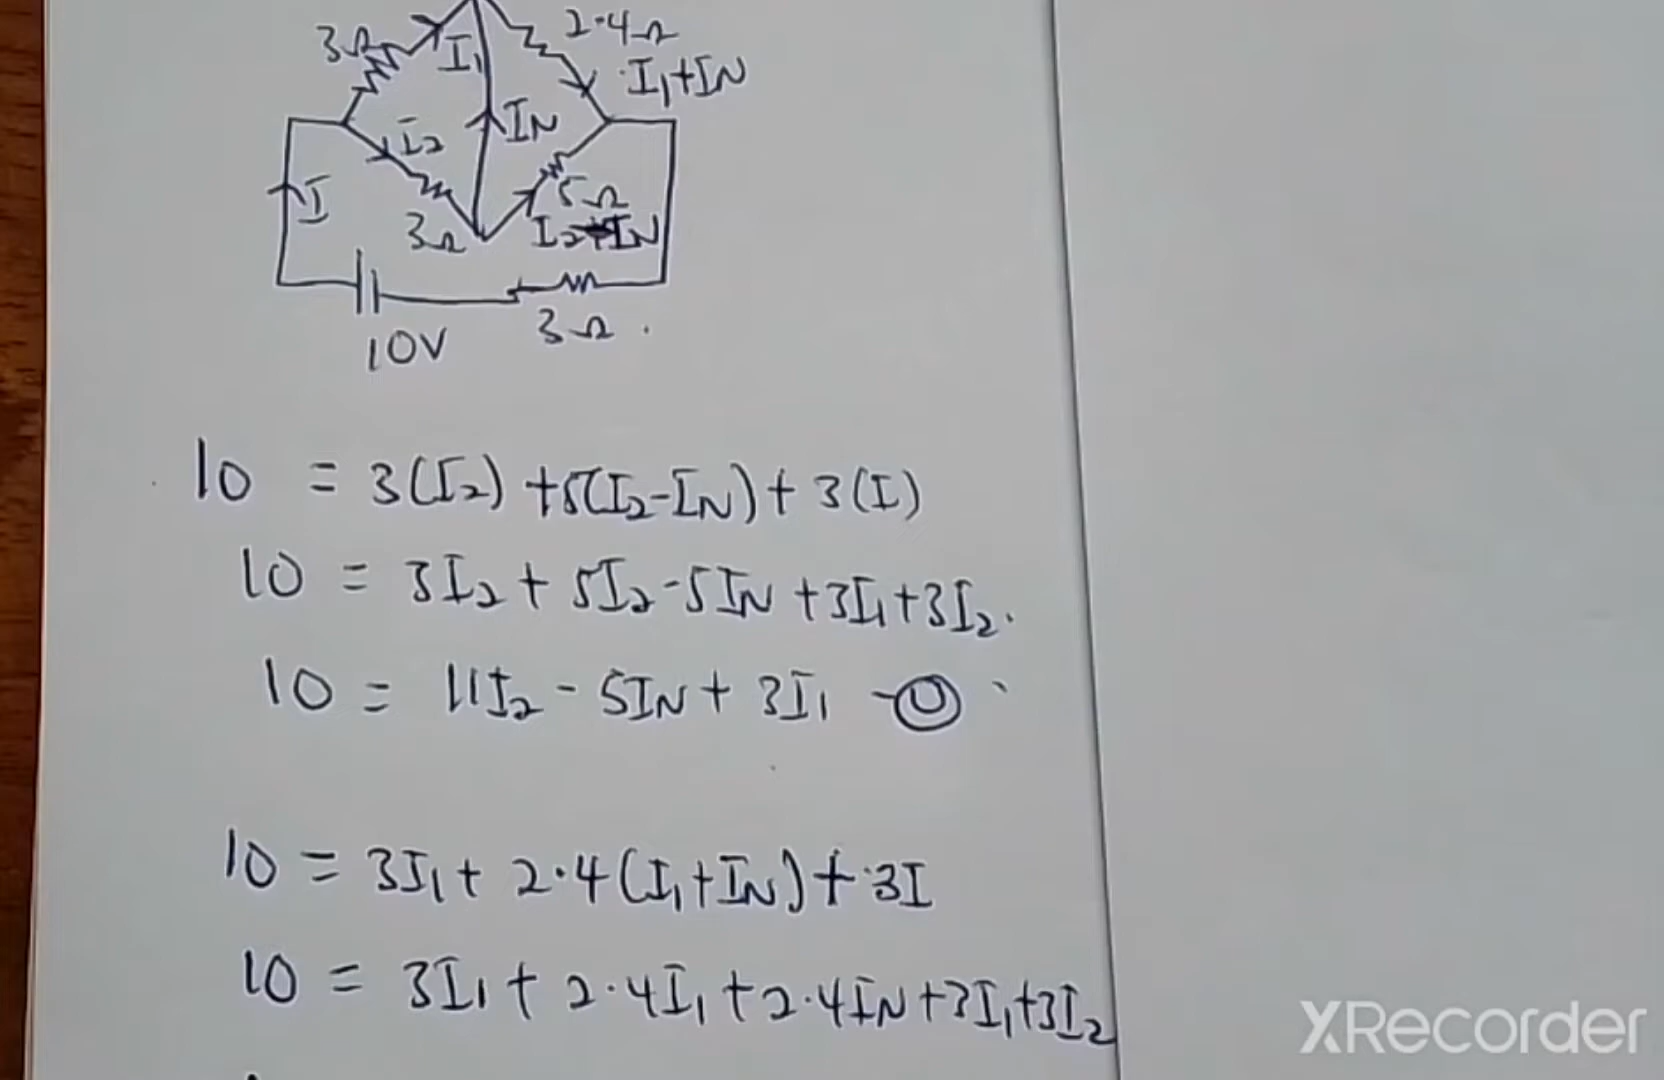 3Ω
I₁
2.4Ω
I₁+IN
I₂
IN
I
3Ω
5Ω
I₂-IN
10V
3Ω
10 = 3(I₂) +5(I₂-IN)+ 3(I)
10 = 3I₂ + 5I₂-5IN +3I₁+3I₂.
10 = 11I₂ - 5IN + 3I₁
10 = 3I₁+ 2.4(I₁+IN)+3I
10 = 3I₁+ 2.4I₁+2.4IN+3I₁+3I₂
XRecorder